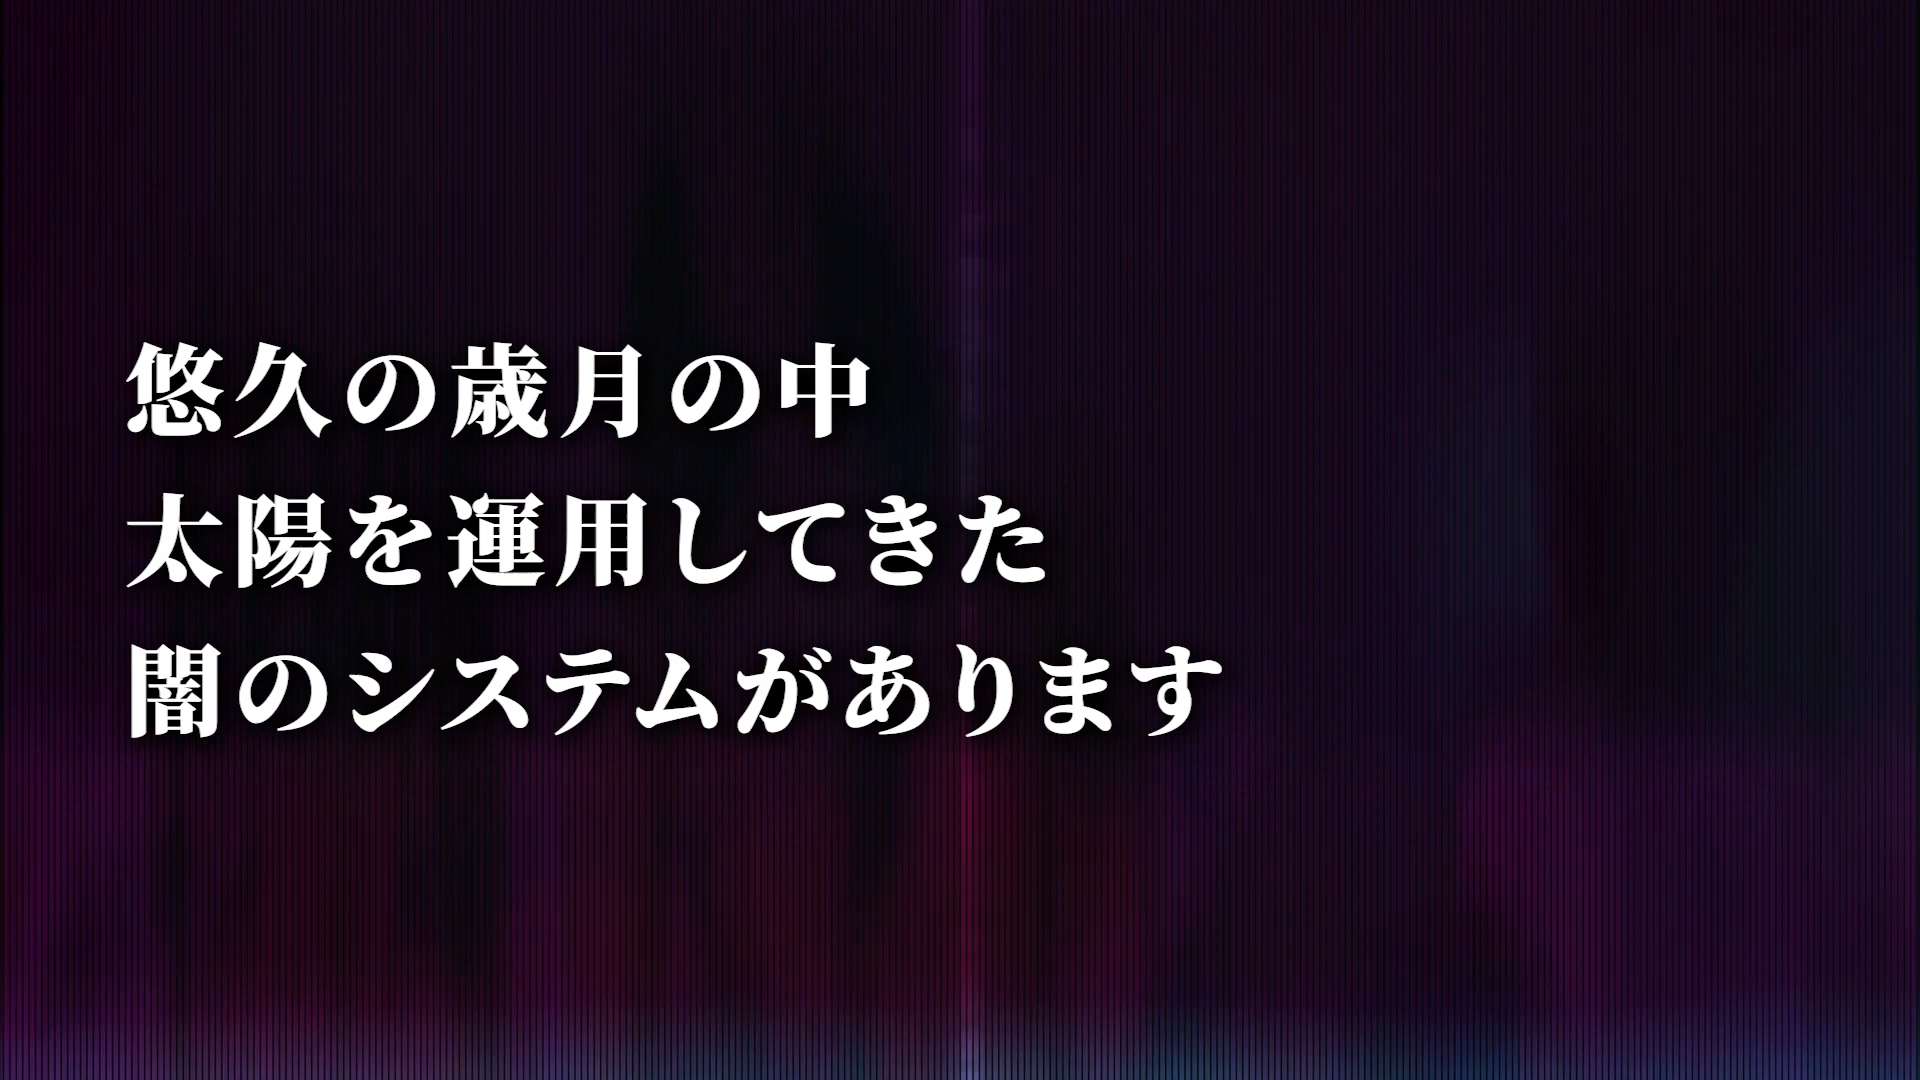 悠久の歳月の中
太陽を運用してきた
闇のシステムがあります